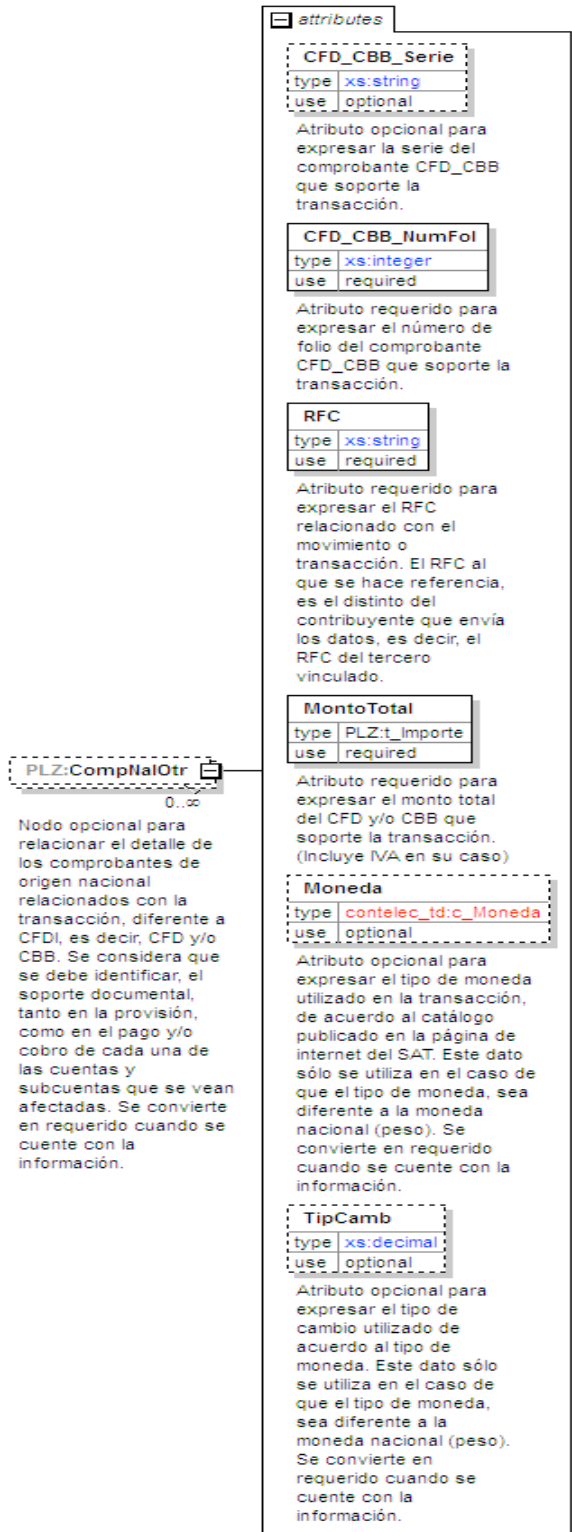 attributes
CFD_CBB_Serie
type xs:string
use optional
Atributo opcional para
expresar la serie del
comprobante CFD_CBB
que soporte la
transacción.
CFD_CBB_NumFol
type xs:integer
use required
Atributo requerido para
expresar el número de
folio del comprobante
CFD_CBB que soporte la
transacción.
RFC
type xs:string
use required
Atributo requerido para
expresar el RFC
relacionado con el
movimiento o
transacción. El RFC al
que se hace referencia,
es el distinto del
contribuyente que envía
los datos, es decir, el
RFC del tercero
vinculado.
MontoTotal
type PLZ:t_Importe
use required
Atributo requerido para
expresar el monto total
del CFD y/o CBB que
soporte la transacción.
(Incluye IVA en su caso)
Moneda
type contelec_td:c_Moneda
use optional
Atributo opcional para
expresar el tipo de moneda
utilizado en la transacción,
de acuerdo al catálogo
publicado en la página de
internet del SAT. Este dato
sólo se utiliza en el caso de
que el tipo de moneda, sea
diferente a la moneda
nacional (peso). Se
convierte en requerido
cuando se cuente con la
información.
TipCamb
type xs:decimal
use optional
Atributo opcional para
expresar el tipo de
cambio utilizado de
acuerdo al tipo de
moneda. Este dato sólo
se utiliza en el caso de
que el tipo de moneda,
sea diferente a la
moneda nacional (peso).
Se convierte en
requerido cuando se
cuente con la
información.
PLZ:CompNalOtr
0..∞
Nodo opcional para
relacionar el detalle de
los comprobantes de
origen nacional
relacionados con la
transacción, diferente a
CFDI, es decir, CFD y/o
CBB. Se considera que
se debe identificar, el
soporte documental,
tanto en la provisión,
como en el pago y/o
cobro de cada una de
las cuentas y
subcuentas que se vean
afectadas. Se convierte
en requerido cuando se
cuente con la
información.